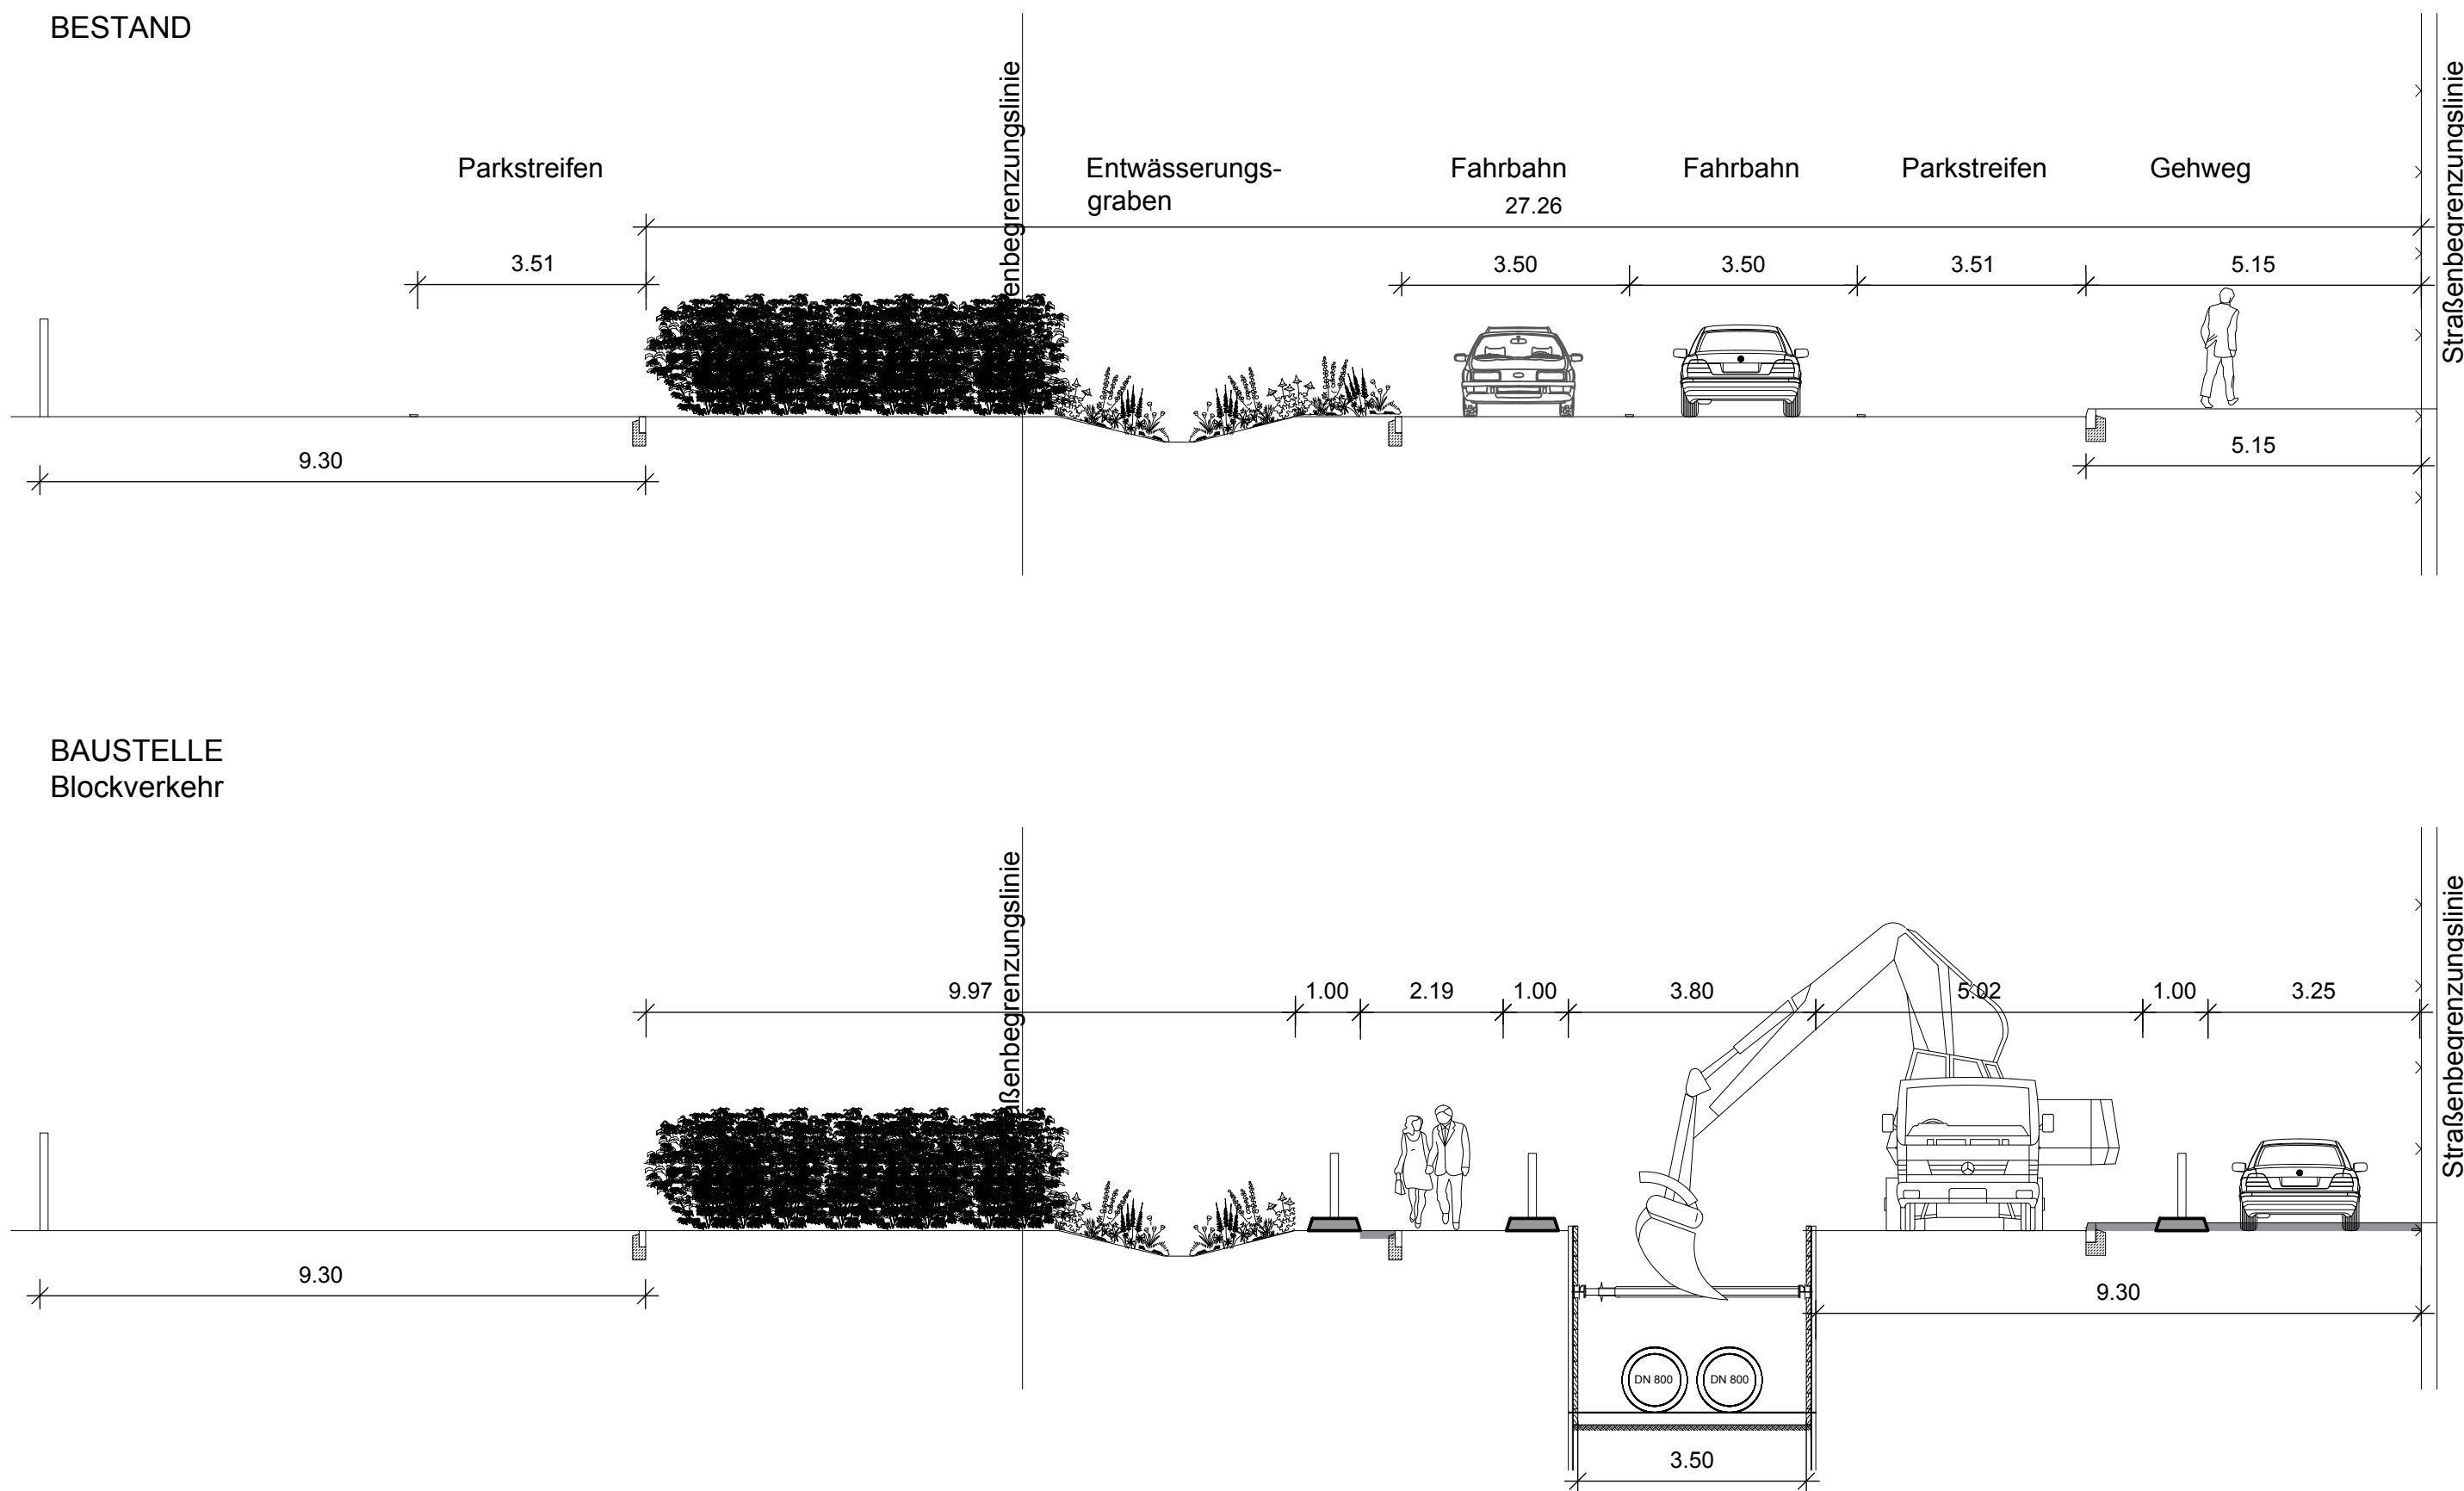 BESTAND
Straßenbegrenzungslinie
Parkstreifen
Entwässerungs-
graben
Fahrbahn
Fahrbahn
Parkstreifen
Gehweg
27.26
3.51
enbegrenzungslinie
3.50
3.50
3.51
5.15
9.30
5.15
BAUSTELLE
Blockverkehr
aßenbegrenzungslinie
Straßenbegrenzungslinie
9.97
1.00
2.19
1.00
3.80
5.02
1.00
3.25
9.30
9.30
DN 800
DN 800
3.50